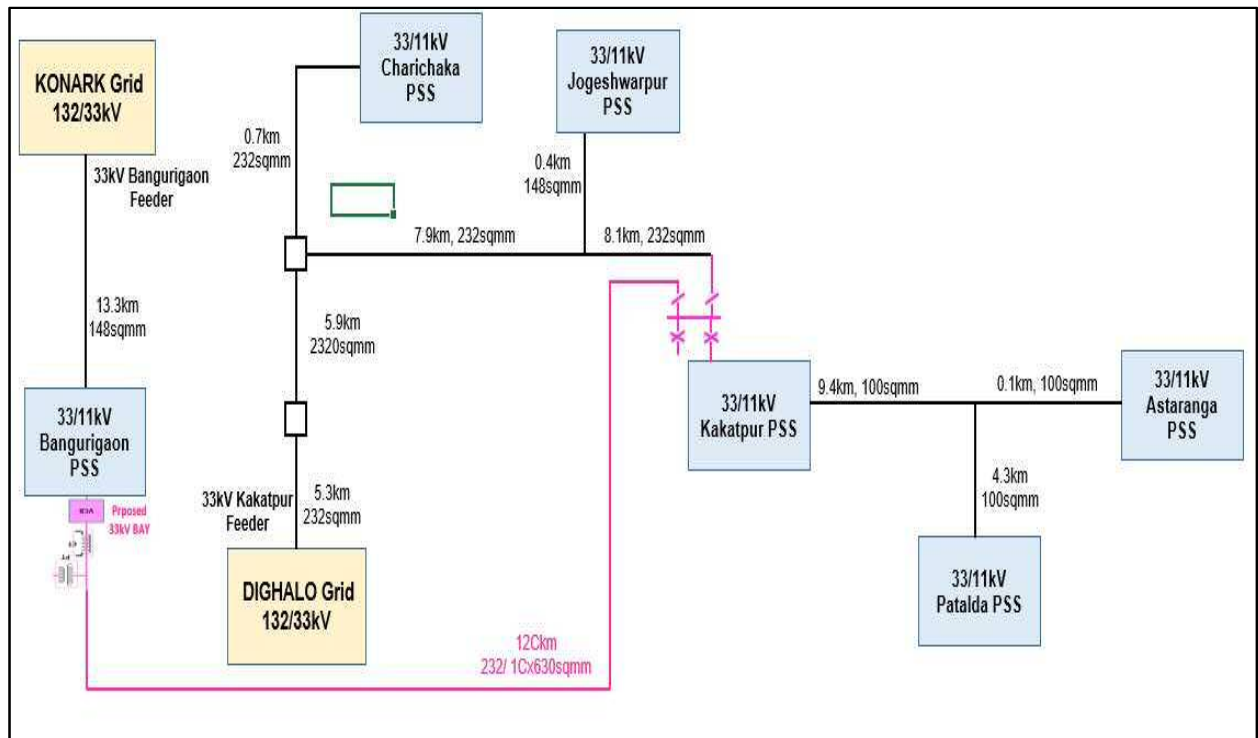 KONARK Grid
132/33kV
33kV Bangurigaon
Feeder
13.3km
148sqmm
33/11kV
Bangurigaon
PSS
VCB
Prposed
33kV BAY
33/11kV
Charichaka
PSS
0.7km
232sqmm
33/11kV
Jogeshwarpur
PSS
0.4km
148sqmm
7.9km, 232sqmm
8.1km, 232sqmm
5.9km
2320sqmm
33kV Kakatpur
Feeder
5.3km
232sqmm
DIGHALO Grid
132/33kV
12Ckm
232/ 1Cx630sqmm
33/11kV
Kakatpur PSS
9.4km, 100sqmm
0.1km, 100sqmm
33/11kV
Astaranga
PSS
4.3km
100sqmm
33/11kV
Patalda PSS